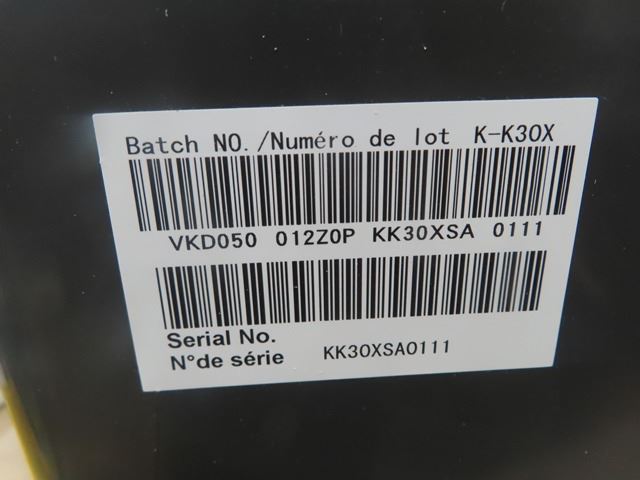 Batch NO./Numéro de lot K-K30X
VKD050 012Z0P KK30XSA 0111
Serial No.
N°de série KK30XSA0111